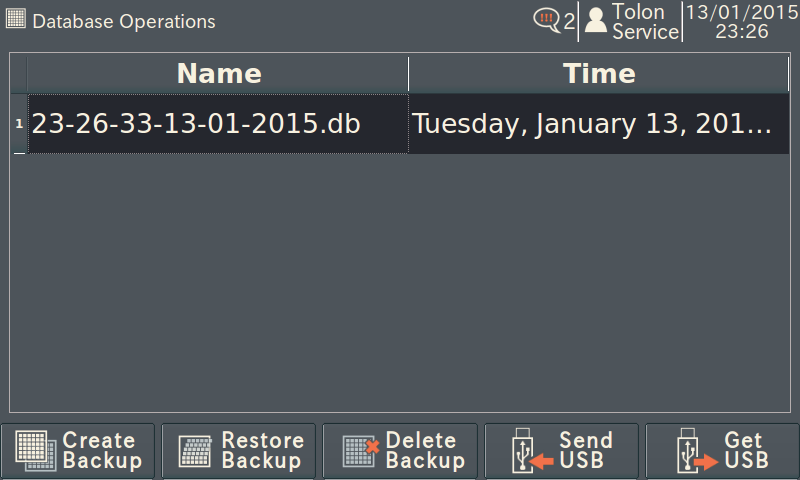 Database Operations
!!! 2
Tolon
Service
13/01/2015
23:26
Name Time
1 23-26-33-13-01-2015.db Tuesday, January 13, 201...
Create
Backup
Restore
Backup
Delete
Backup
Send
USB
Get
USB